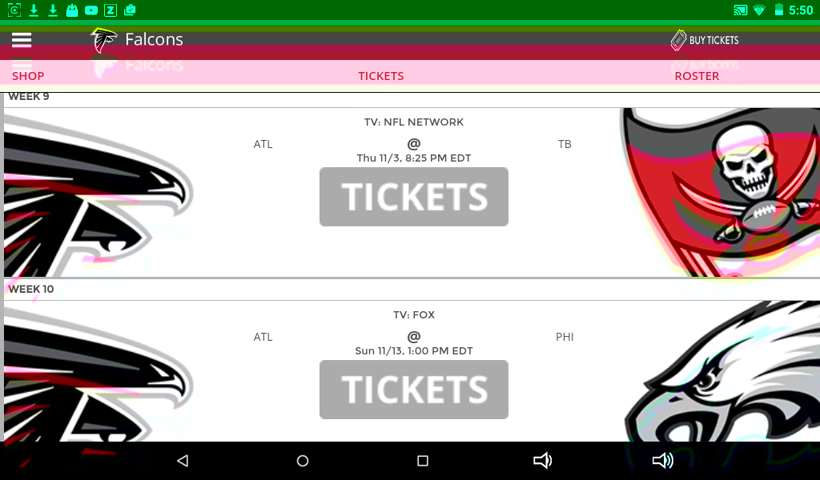 5:50
Falcons
BUY TICKETS
Falcons
SHOP
TICKETS
ROSTER
WEEK 9
TV: NFL NETWORK
ATL
@
TB
Thu 11/3, 8:25 PM EDT
TICKETS
WEEK 10
TV: FOX
ATL
@
PHI
Sun 11/13, 1:00 PM EDT
TICKETS